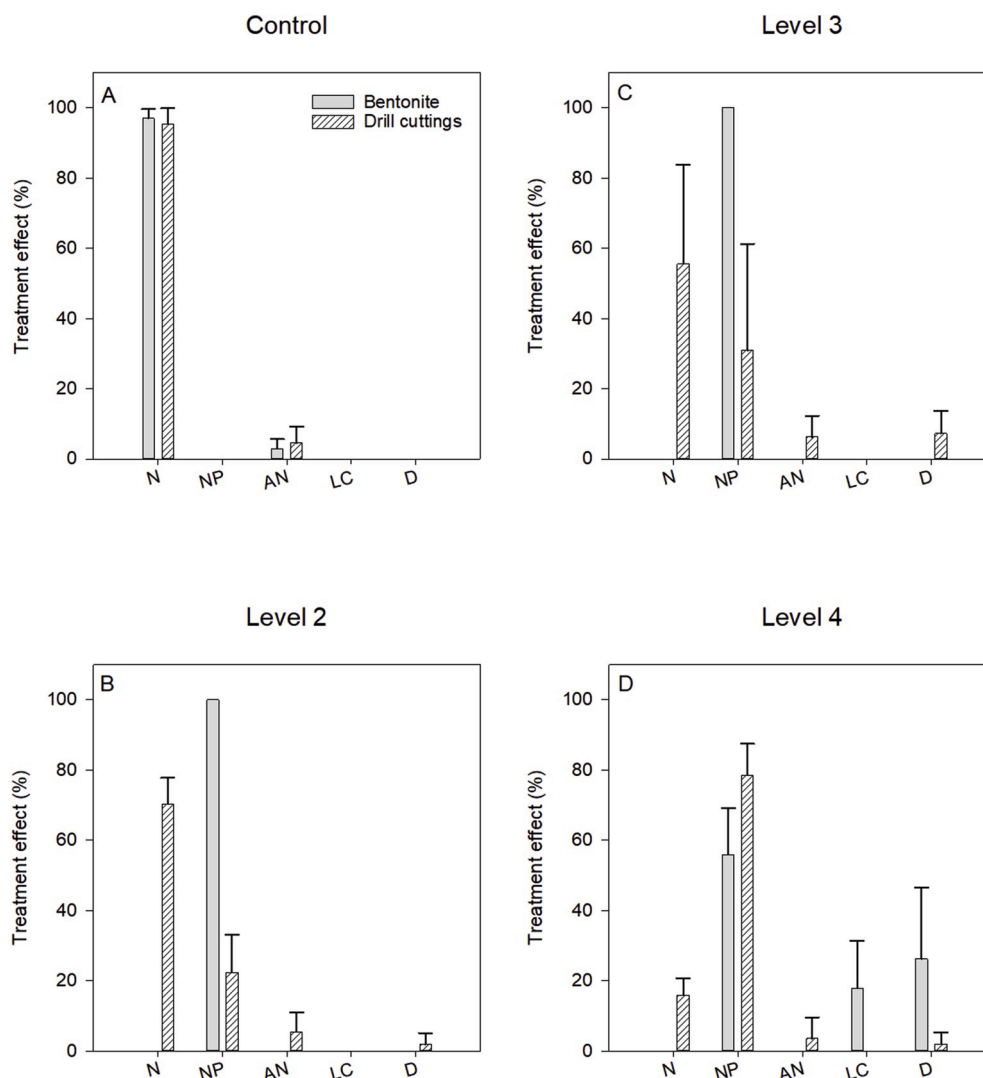 Control
A
Bentonite
Drill cuttings
Treatment effect (%)
100
80
60
40
20
0
N NP AN LC D
Level 3
C
Treatment effect (%)
100
80
60
40
20
0
N NP AN LC D
Level 2
B
Treatment effect (%)
100
80
60
40
20
0
N NP AN LC D
Level 4
D
Treatment effect (%)
100
80
60
40
20
0
N NP AN LC D